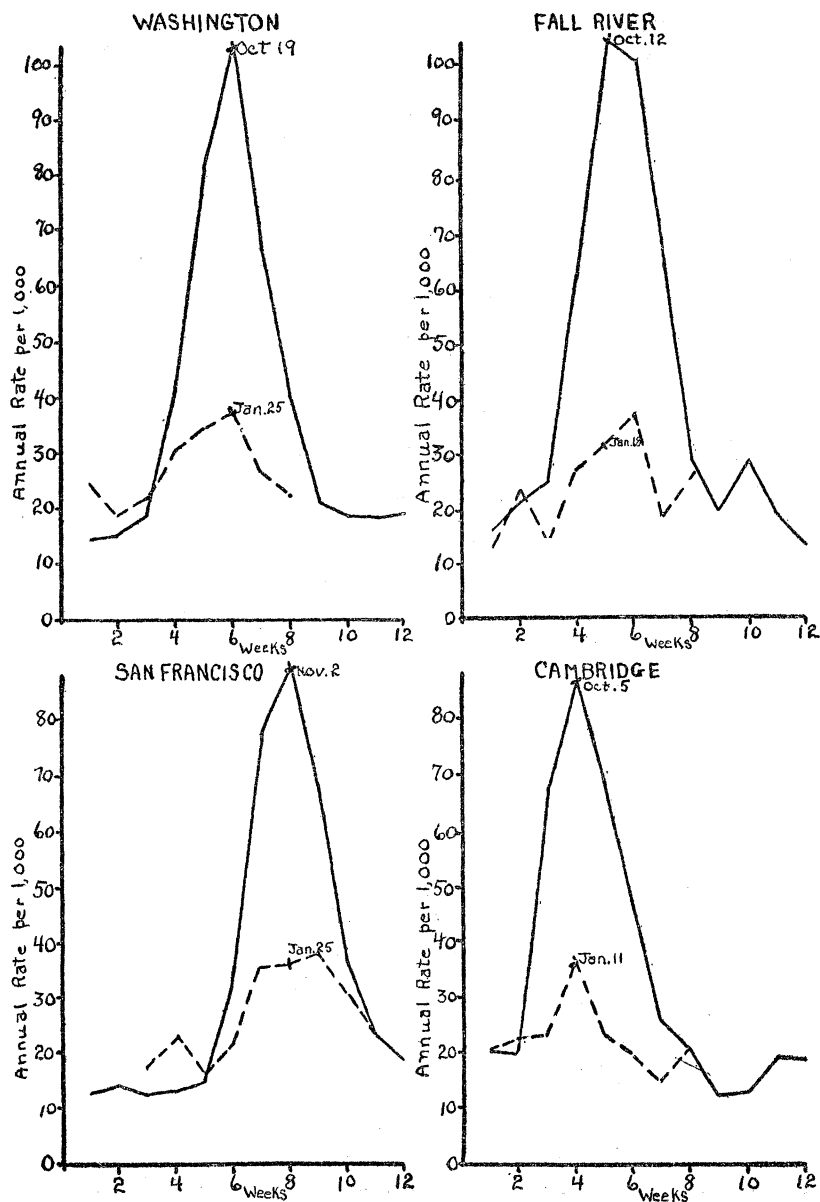 WASHINGTON
Oct 19
100
90
80
70
60
50
40
30
20
10
0
Annual Rate per 1,000
Jan.25
2 4 6 8 10 12
Weeks
FALL RIVER
Oct.12
100
90
80
70
60
50
40
30
20
10
0
Annual Rate per 1,000
2 4 6 8 10 12
Weeks
SAN FRANCISCO
Nov.2
80
70
60
50
40
30
20
10
0
Annual Rate per 1,000
Jan.25
2 4 6 8 10 12
Weeks
CAMBRIDGE
Oct.5
80
70
60
50
40
30
20
10
0
Annual Rate per 1,000
Jan.11
2 4 6 8 10 12
Weeks